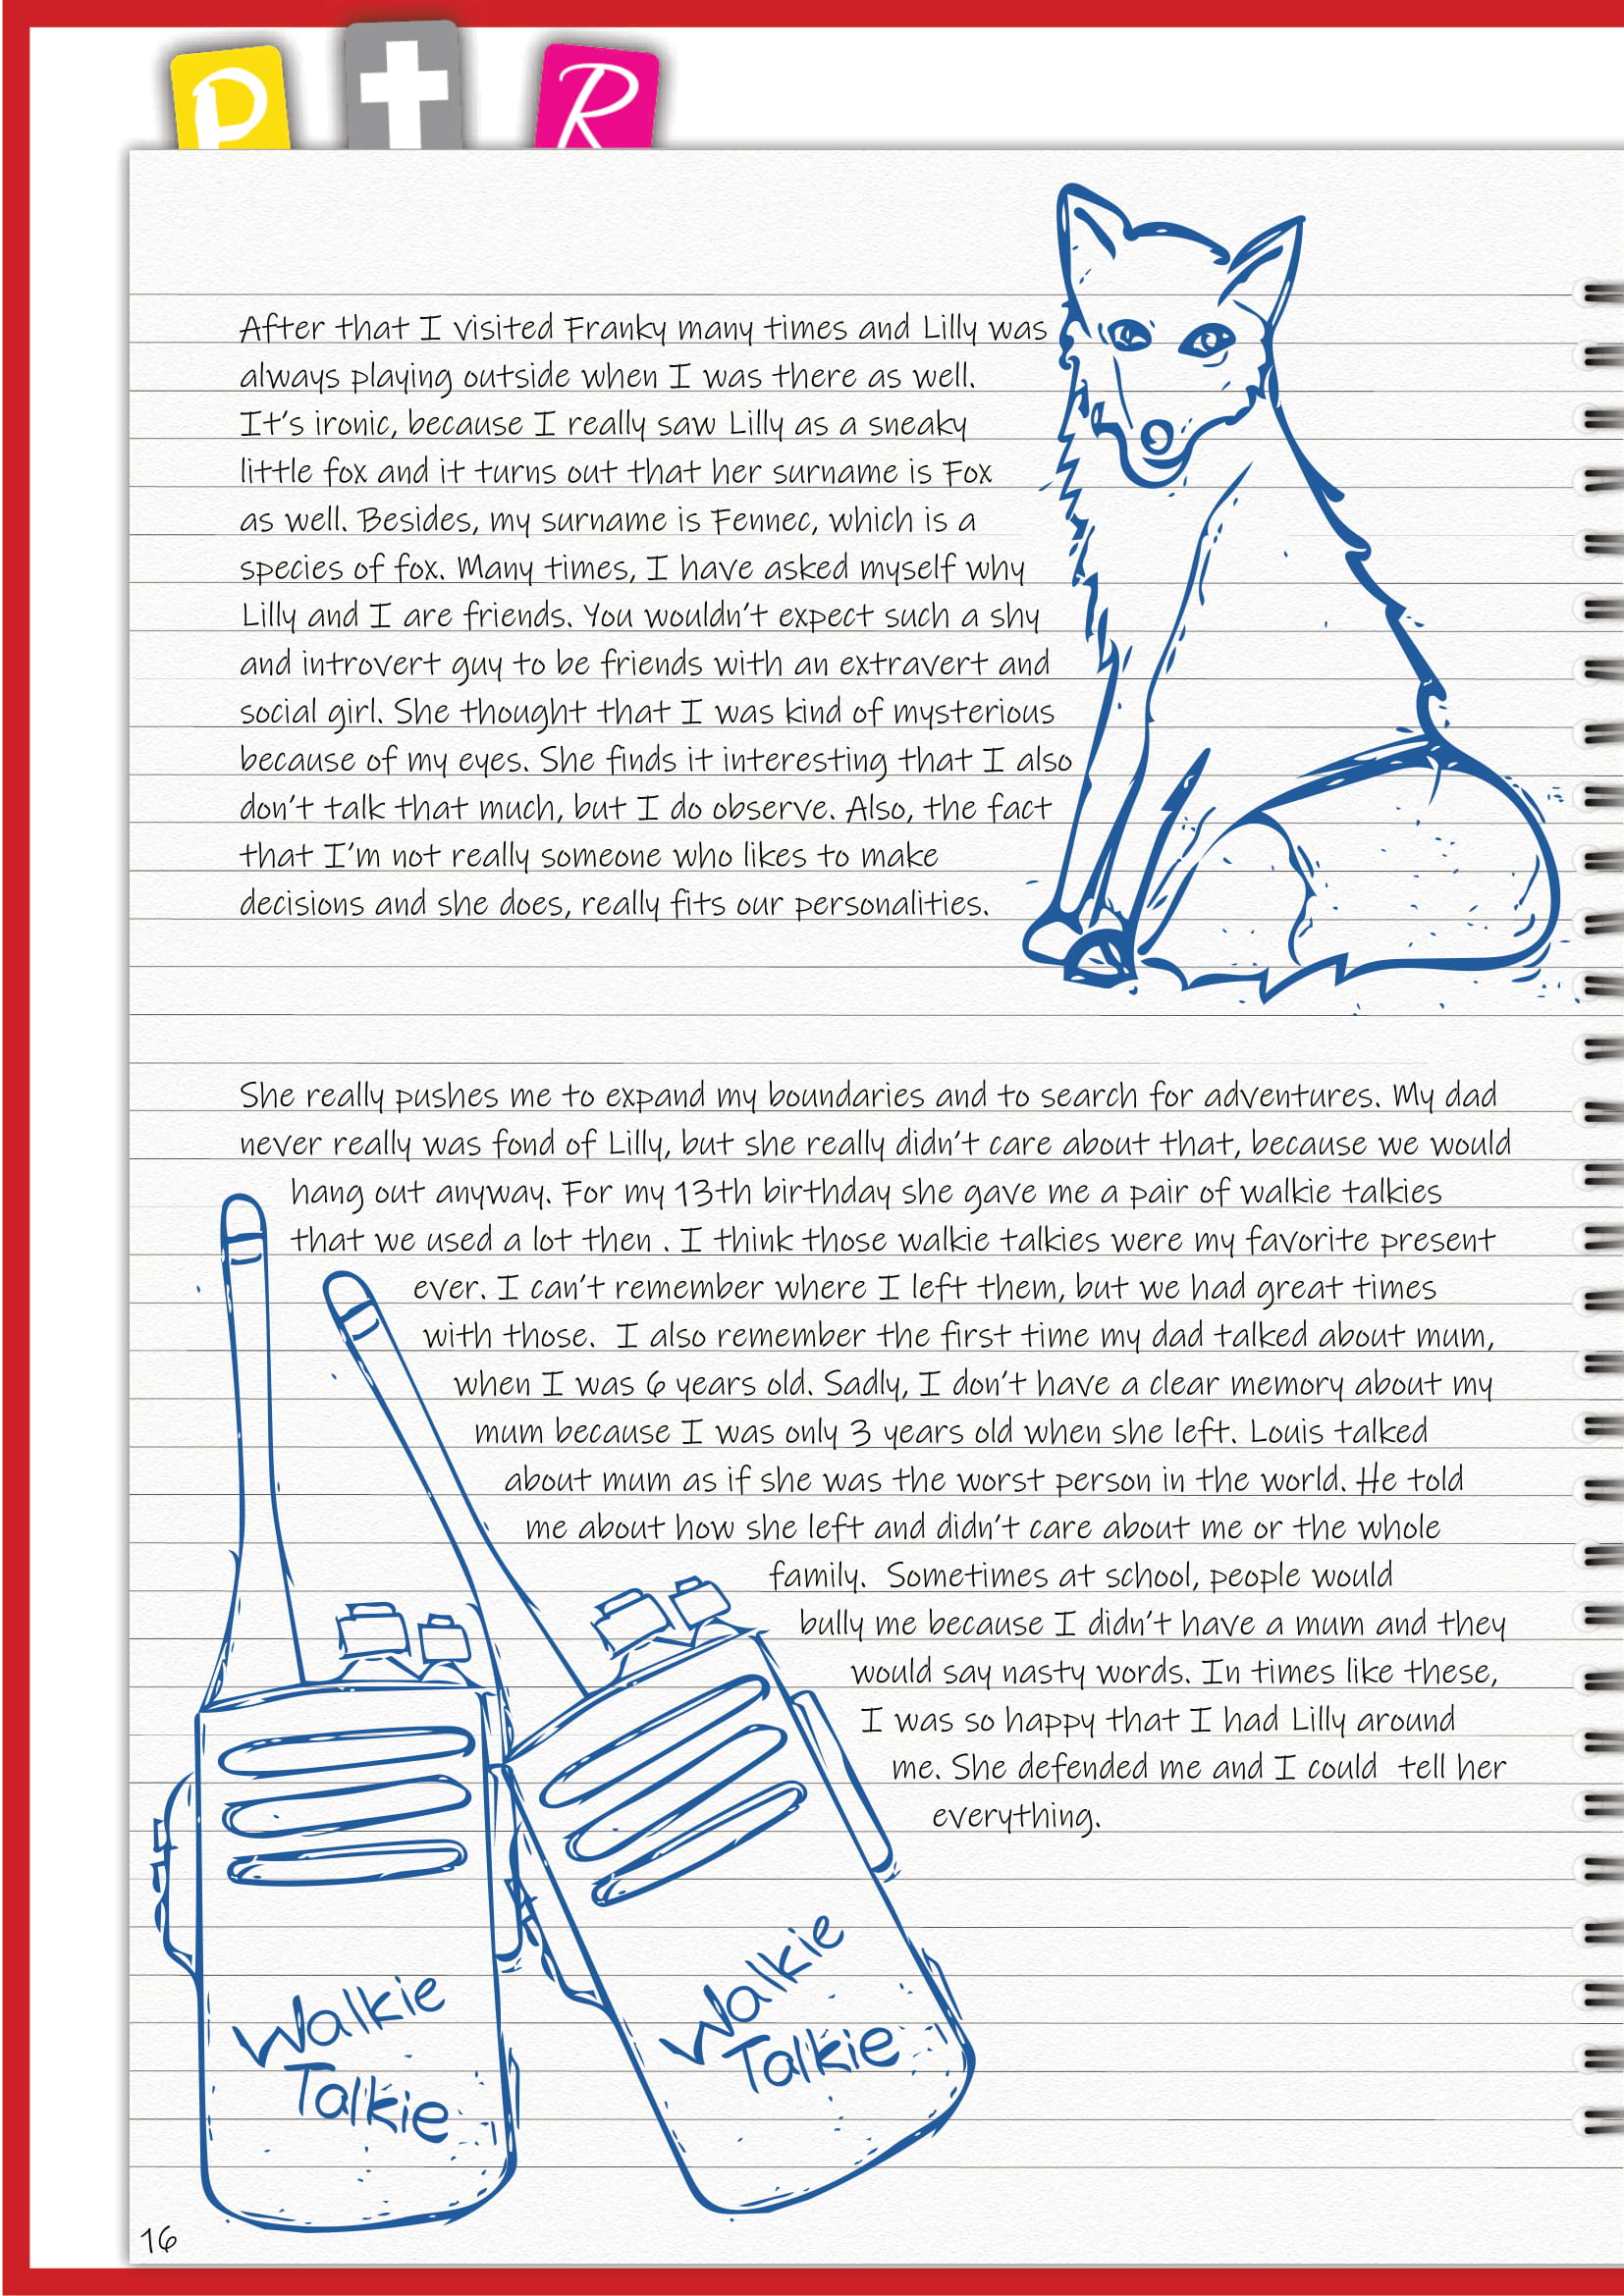 P t R
After that I visited Franky many times and Lilly was
always playing outside when I was there as well.
It's ironic, because I really saw Lilly as a sneaky
little fox and it turns out that her surname is Fox
as well. Besides, my surname is Fennec, which is a
species of fox. Many times, I have asked myself why
Lilly and I are friends. You wouldn't expect such a shy
and introvert guy to be friends with an extravert and
social girl. She thought that I was kind of mysterious
because of my eyes. She finds it interesting that I also
don't talk that much, but I do observe. Also, the fact
that I'm not really someone who likes to make
decisions and she does, really fits our personalities.
She really pushes me to expand my boundaries and to search for adventures. My dad
never really was fond of Lilly, but she really didn't care about that, because we would
hang out anyway. For my 13th birthday she gave me a pair of walkie talkies
that we used a lot then . I think those walkie talkies were my favorite present
ever. I can't remember where I left them, but we had great times
with those.  I also remember the first time my dad talked about mum,
when I was 6 years old. Sadly, I don't have a clear memory about my
mum because I was only 3 years old when she left. Louis talked
about mum as if she was the worst person in the world. He told
me about how she left and didn't care about me or the whole
family.  Sometimes at school, people would
bully me because I didn't have a mum and they
would say nasty words. In times like these,
I was so happy that I had Lilly around
me. She defended me and I could  tell her
everything.
Walkie
Talkie
Walkie
Talkie
16